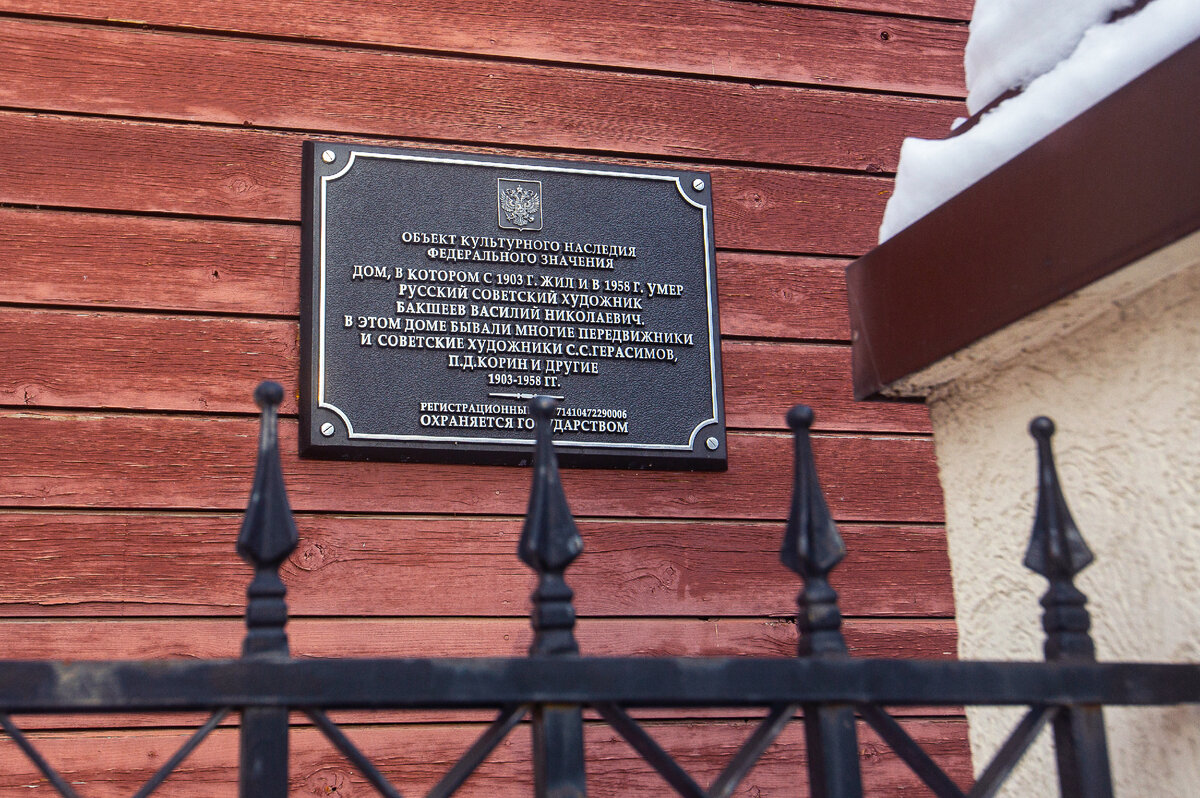 ОБЪЕКТ КУЛЬТУРНОГО НАСЛЕДИЯ
ФЕДЕРАЛЬНОГО ЗНАЧЕНИЯ
ДОМ, В КОТОРОМ С 1903 Г. ЖИЛ И В 1958 Г. УМЕР
РУССКИЙ СОВЕТСКИЙ ХУДОЖНИК
БАКШЕЕВ ВАСИЛИЙ НИКОЛАЕВИЧ.
В ЭТОМ ДОМЕ БЫВАЛИ МНОГИЕ ПЕРЕДВИЖНИКИ
И СОВЕТСКИЕ ХУДОЖНИКИ С.С.ГЕРАСИМОВ,
П.Д.КОРИН И ДРУГИЕ
1903-1958 ГГ.
РЕГИСТРАЦИОННЫЙ 71410472290006
ОХРАНЯЕТСЯ ГОСУДАРСТВОМ